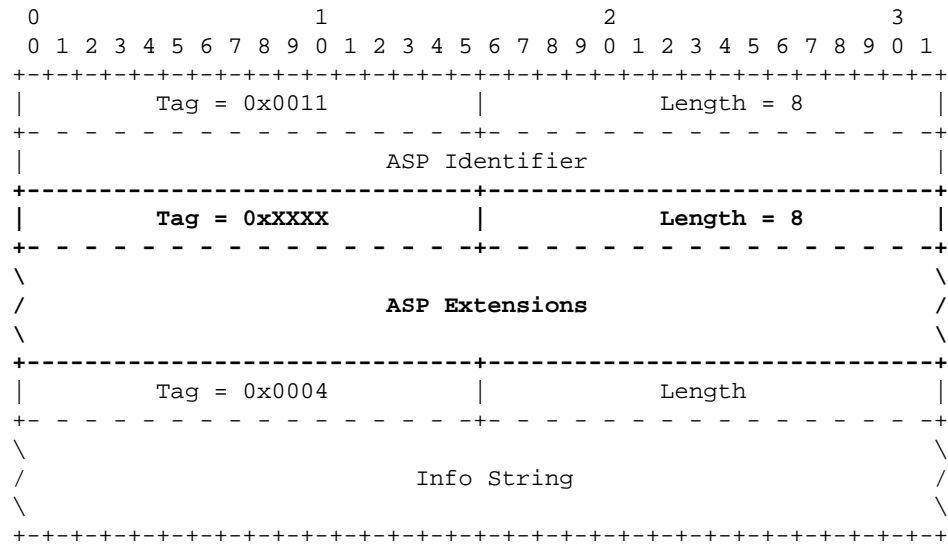 0                   1                   2                   3
 0 1 2 3 4 5 6 7 8 9 0 1 2 3 4 5 6 7 8 9 0 1 2 3 4 5 6 7 8 9 0 1
+-+-+-+-+-+-+-+-+-+-+-+-+-+-+-+-+-+-+-+-+-+-+-+-+-+-+-+-+-+-+-+-+
|         Tag = 0x0011          |            Length = 8         |
+- - - - - - - - - - - - - - - -+- - - - - - - - - - - - - - - -+
|                         ASP Identifier                        |
+-------------------------------+-------------------------------+
|         Tag = 0xXXXX          |            Length = 8         |
+- - - - - - - - - - - - - - - -+- - - - - - - - - - - - - - - -+
\                                                               \
/                         ASP Extensions                        /
\                                                               \
+-------------------------------+-------------------------------+
|         Tag = 0x0004          |            Length             |
+- - - - - - - - - - - - - - - -+- - - - - - - - - - - - - - - -+
\                                                               \
/                           Info String                         /
\                                                               \
+-+-+-+-+-+-+-+-+-+-+-+-+-+-+-+-+-+-+-+-+-+-+-+-+-+-+-+-+-+-+-+-+